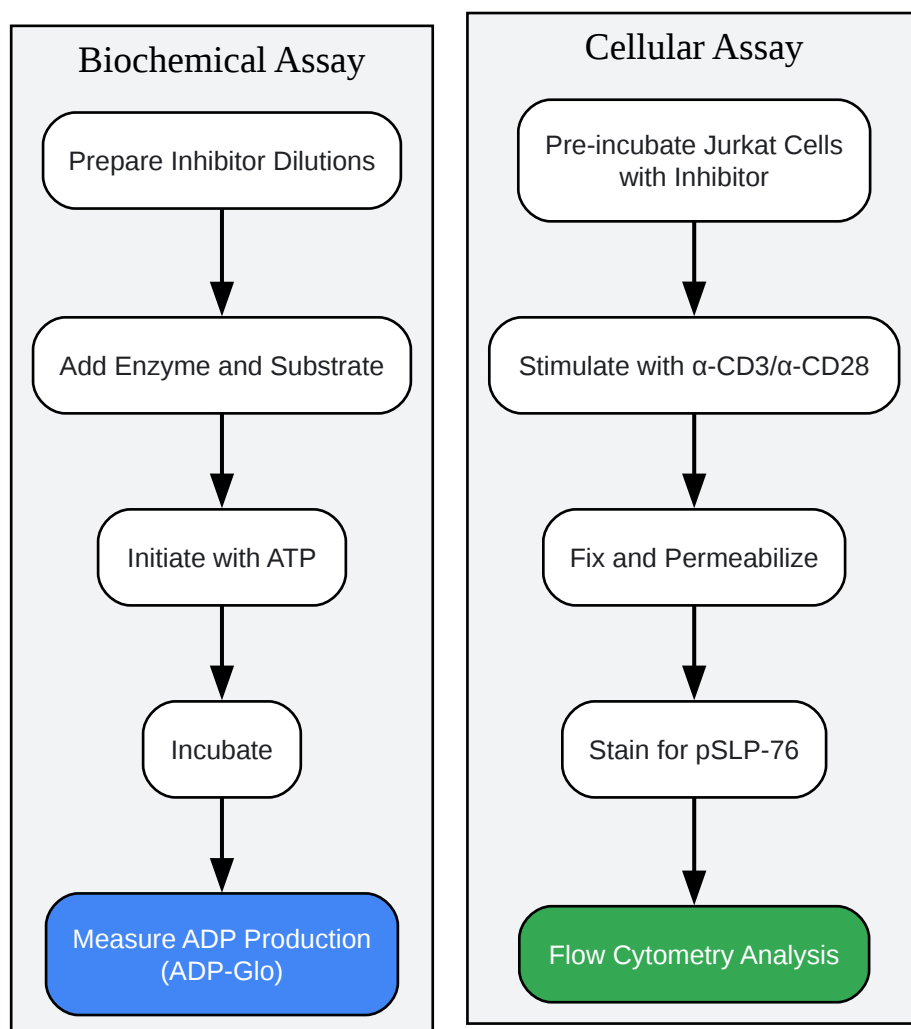 Biochemical Assay
Prepare Inhibitor Dilutions
Add Enzyme and Substrate
Initiate with ATP
Incubate
Measure ADP Production
(ADP-Glo)
Cellular Assay
Pre-incubate Jurkat Cells
with Inhibitor
Stimulate with α-CD3/α-CD28
Fix and Permeabilize
Stain for pSLP-76
Flow Cytometry Analysis